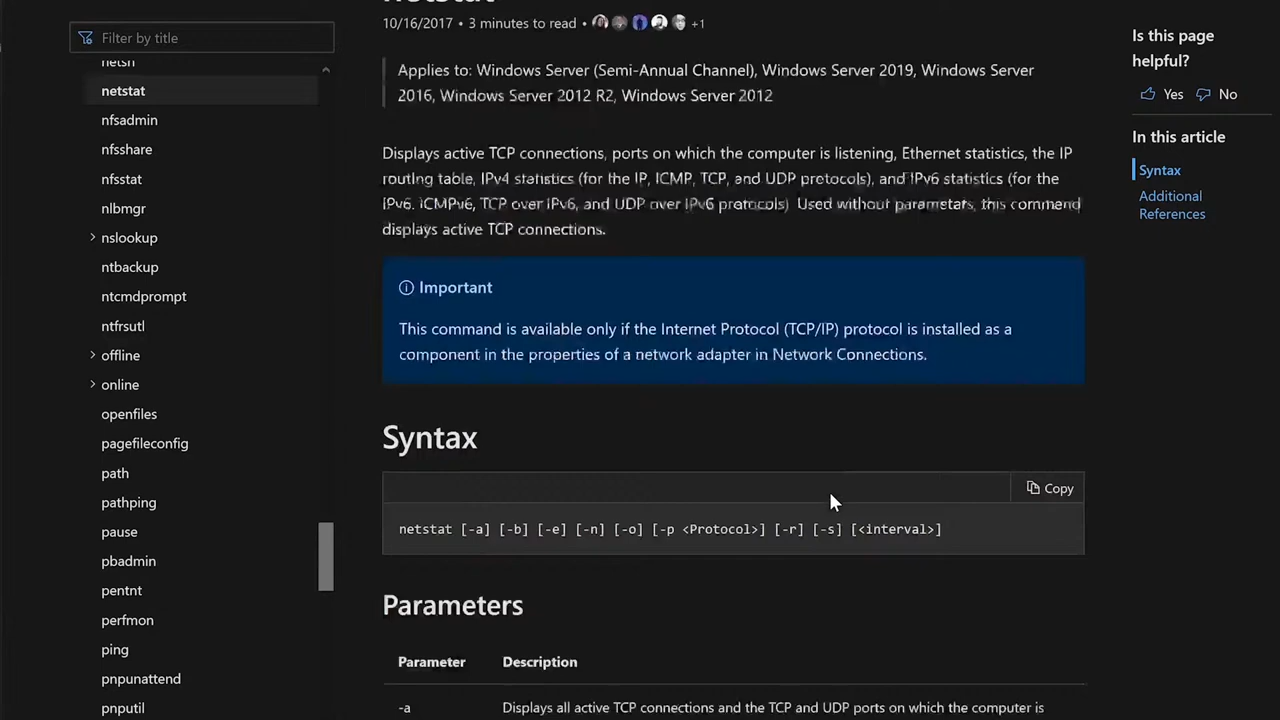 netstat
10/16/2017 • 3 minutes to read • +1
Filter by title
netsh
netstat
nfsadmin
nfsshare
nfsstat
nlbmgr
nslookup
ntbackup
ntcmdprompt
ntfrsutl
offline
online
openfiles
pagefileconfig
path
pathping
pause
pbadmin
pentnt
perfmon
ping
pnpunattend
pnputil
Applies to: Windows Server (Semi-Annual Channel), Windows Server 2019, Windows Server
2016, Windows Server 2012 R2, Windows Server 2012
Displays active TCP connections, ports on which the computer is listening, Ethernet statistics, the IP
routing table, IPv4 statistics (for the IP, ICMP, TCP, and UDP protocols), and IPv6 statistics (for the
IPv6, ICMPv6, TCP over IPv6, and UDP over IPv6 protocols). Used without parameters, this command
displays active TCP connections.
Important
This command is available only if the Internet Protocol (TCP/IP) protocol is installed as a
component in the properties of a network adapter in Network Connections.
Syntax
Copy
netstat [-a] [-b] [-e] [-n] [-o] [-p <Protocol>] [-r] [-s] [<interval>]
Parameters
Parameter Description
-a Displays all active TCP connections and the TCP and UDP ports on which the computer is
Is this page
helpful?
Yes No
In this article
Syntax
Additional
References